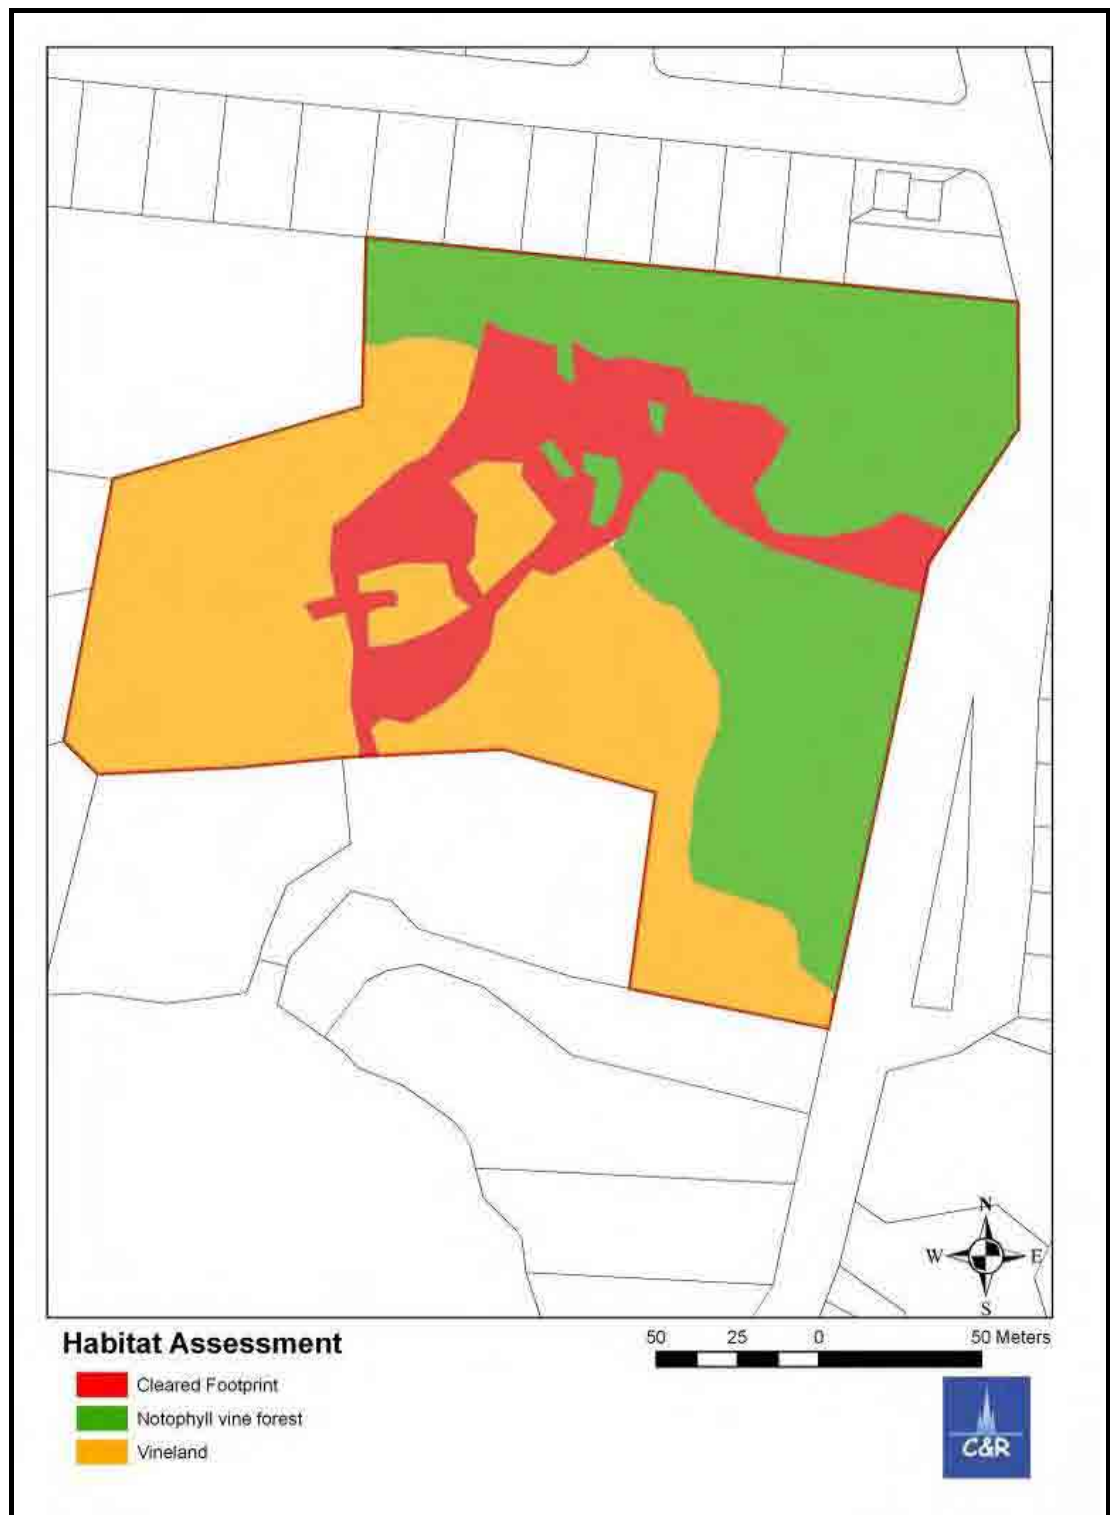 N
W E
S
Habitat Assessment
50 25 0 50 Meters
Cleared Footprint
Notophyll vine forest
Vineland
C&R